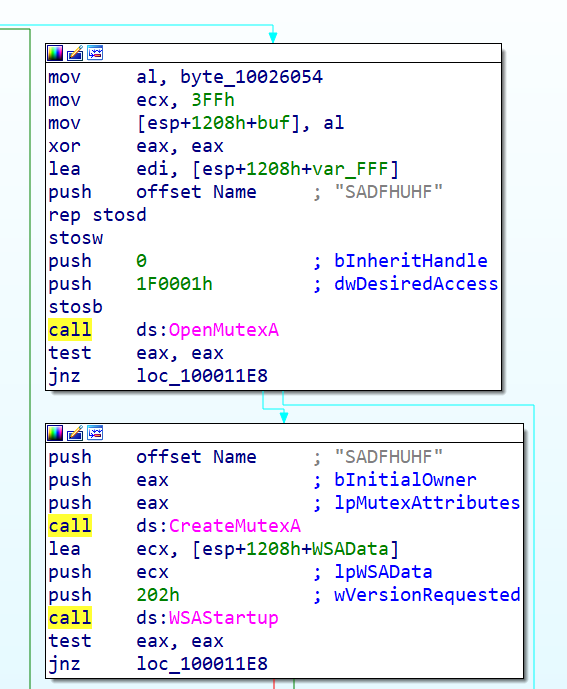 mov     al, byte_10026054
mov     ecx, 3FFh
mov     [esp+1208h+buf], al
xor     eax, eax
lea     edi, [esp+1208h+var_FFF]
push    offset Name     ; "SADFHUHF"
rep stosd
stosw
push    0               ; bInheritHandle
push    1F0001h         ; dwDesiredAccess
stosb
call    ds:OpenMutexA
test    eax, eax
jnz     loc_100011E8
push    offset Name     ; "SADFHUHF"
push    eax             ; bInitialOwner
push    eax             ; lpMutexAttributes
call    ds:CreateMutexA
lea     ecx, [esp+1208h+WSAData]
push    ecx             ; lpWSAData
push    202h            ; wVersionRequested
call    ds:WSAStartup
test    eax, eax
jnz     loc_100011E8